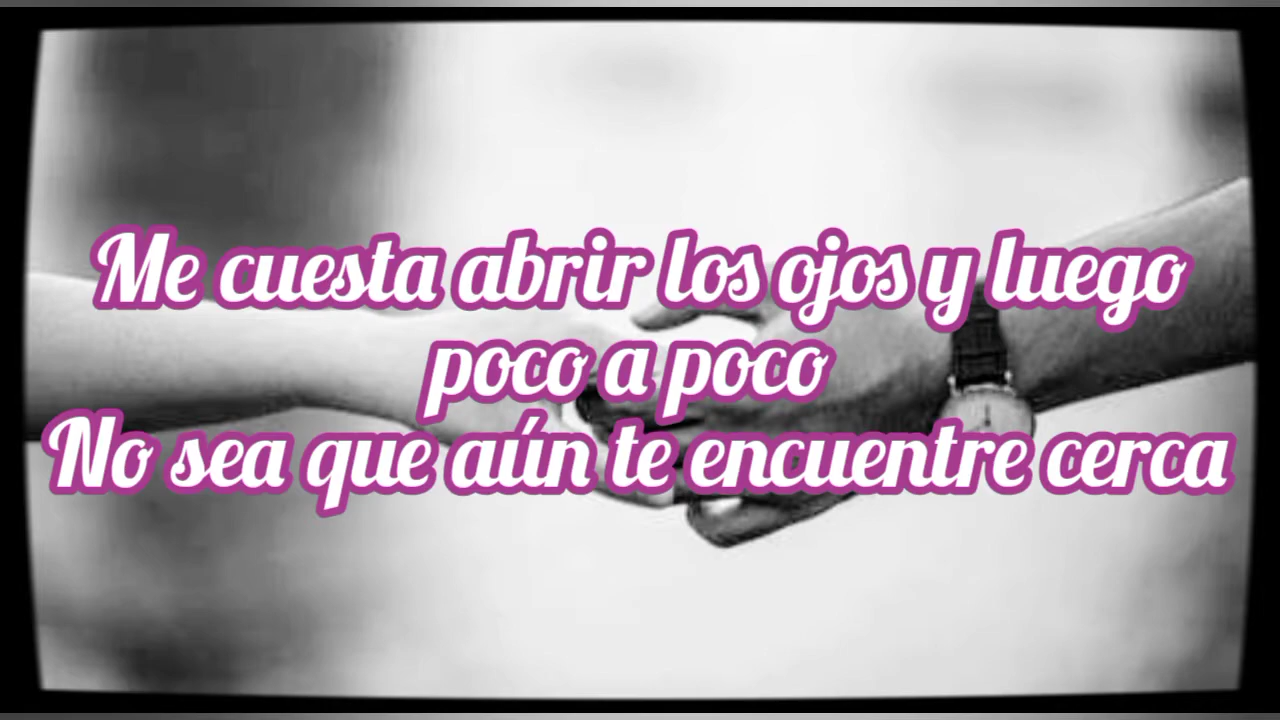 Me cuesta abrir los ojos y luego
poco a poco
No sea que aún te encuentre cerca